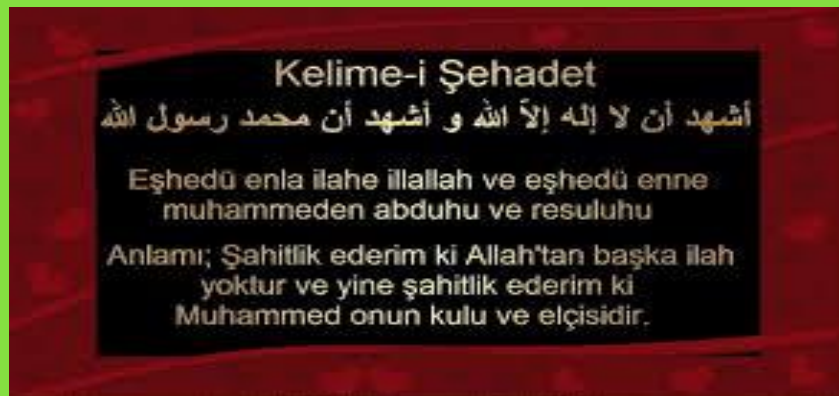 Kelime-i Şehadet
أشهد أن لا إله إلاّ الله و أشهد أن محمد رسول الله
Eşhedü enla ilahe illallah ve eşhedü enne
muhammeden abduhu ve resuluhu
Anlamı; Şahitlik ederim ki Allah'tan başka ilah
yoktur ve yine şahitlik ederim ki
Muhammed onun kulu ve elçisidir.